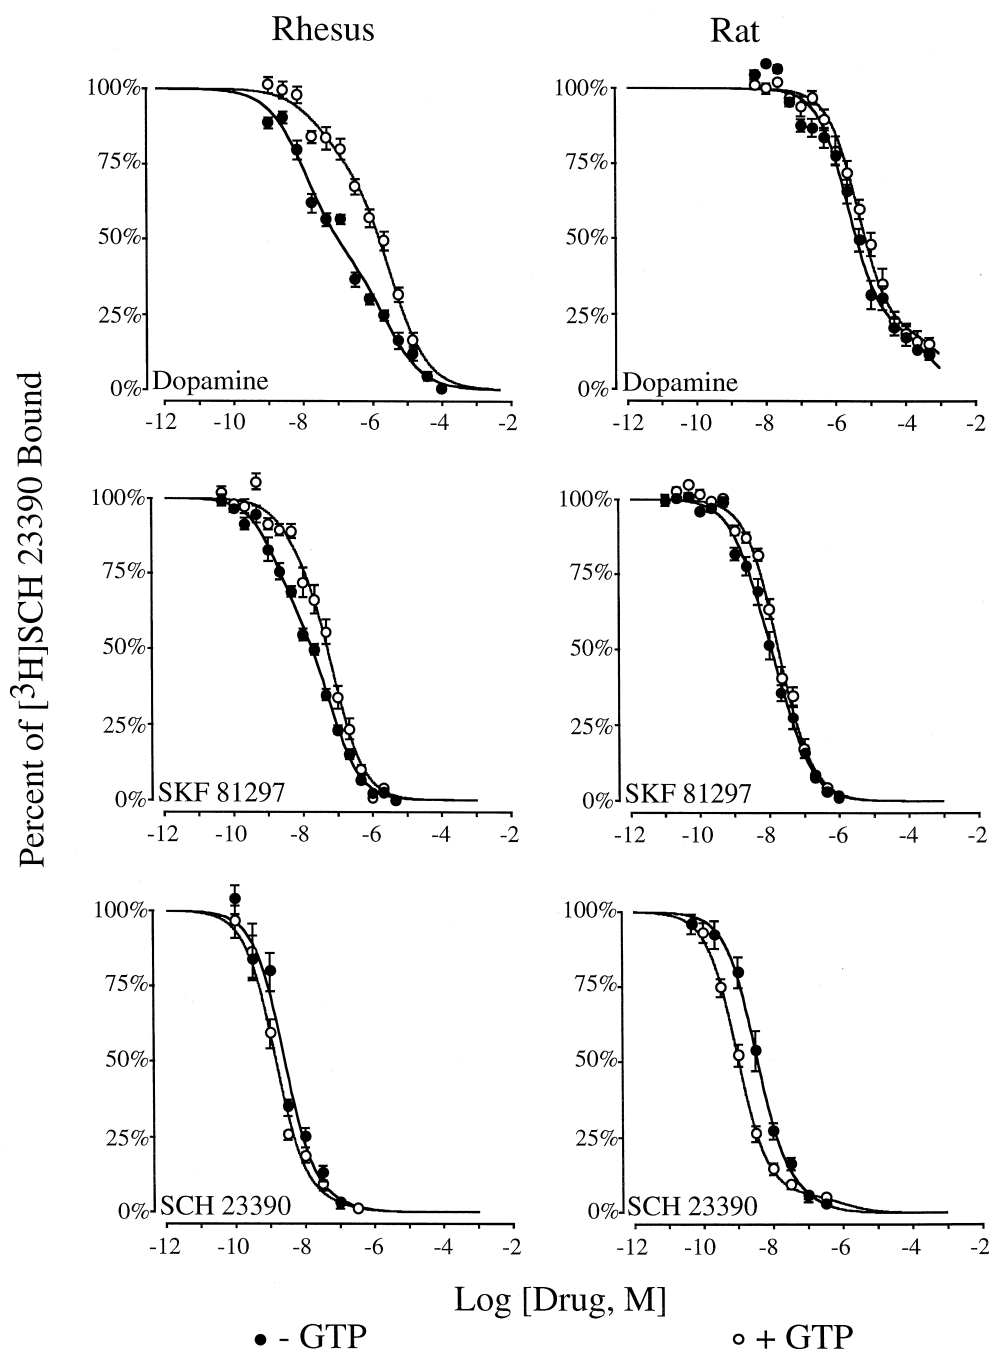 Rhesus Rat
Percent of [³H]SCH 23390 Bound
100% 100%
75% 75%
50% 50%
25% 25%
0% Dopamine 0% Dopamine
-12 -10 -8 -6 -4 -2 -12 -10 -8 -6 -4 -2
100% 100%
75% 75%
50% 50%
25% 25%
0% SKF 81297 0% SKF 81297
-12 -10 -8 -6 -4 -2 -12 -10 -8 -6 -4 -2
100% 100%
75% 75%
50% 50%
25% 25%
0% SCH 23390 0% SCH 23390
-12 -10 -8 -6 -4 -2 -12 -10 -8 -6 -4 -2
Log [Drug, M]
- GTP + GTP